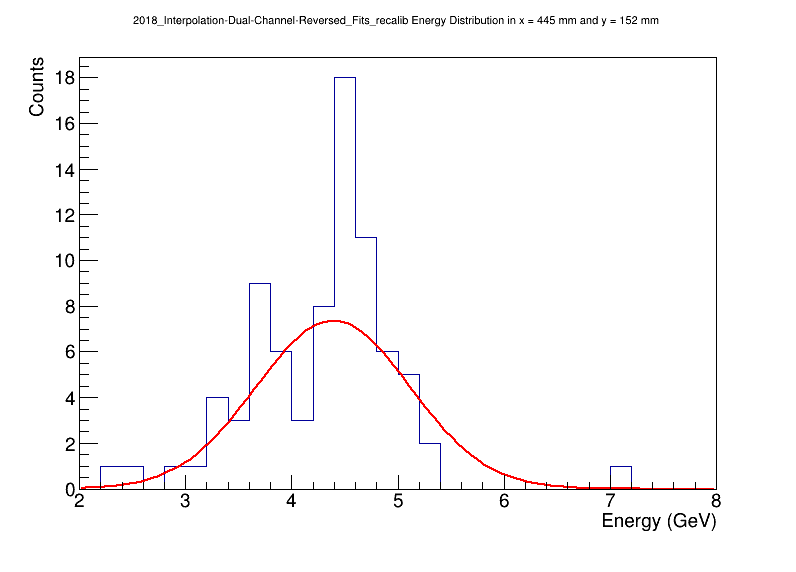 2018_Interpolation-Dual-Channel-Reversed_Fits_recalib Energy Distribution in x = 445 mm and y = 152 mm
Counts
18
16
14
12
10
8
6
4
2
0
2 3 4 5 6 7 8
Energy (GeV)